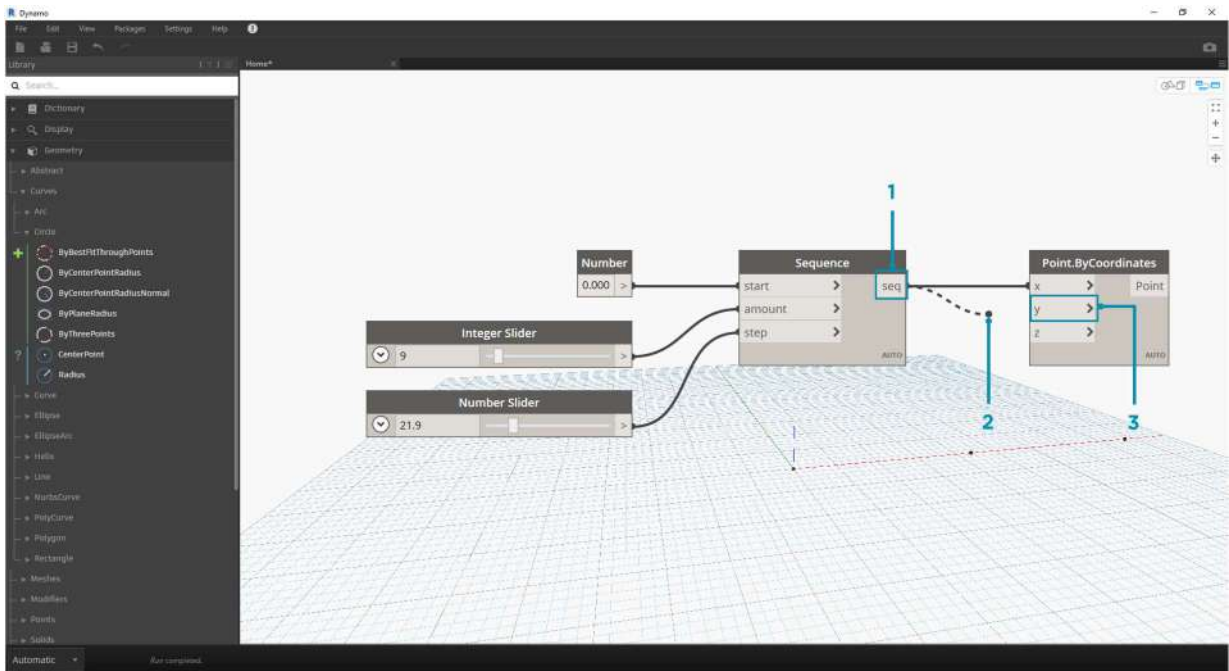 Dynamo
File Edit View Packages Settings Help
Library
Home*
Search...
Dictionary
Display
Geometry
Abstract
Curves
Arc
Circle
ByBestFitThroughPoints
ByCenterPointRadius
ByCenterPointRadiusNormal
ByPlaneRadius
ByThreePoints
? CenterPoint
Radius
Curve
Ellipse
EllipseArc
Helix
Line
NurbsCurve
PolyCurve
Polygon
Rectangle
Meshes
Modifiers
Points
Solids
Automatic
Run completed.
Number
0.000 >
Integer Slider
9 >
Number Slider
21.9 >
1
Sequence
start > seq
amount >
step >
AUTO
2
Point.ByCoordinates
x > Point
y >
z >
AUTO
3